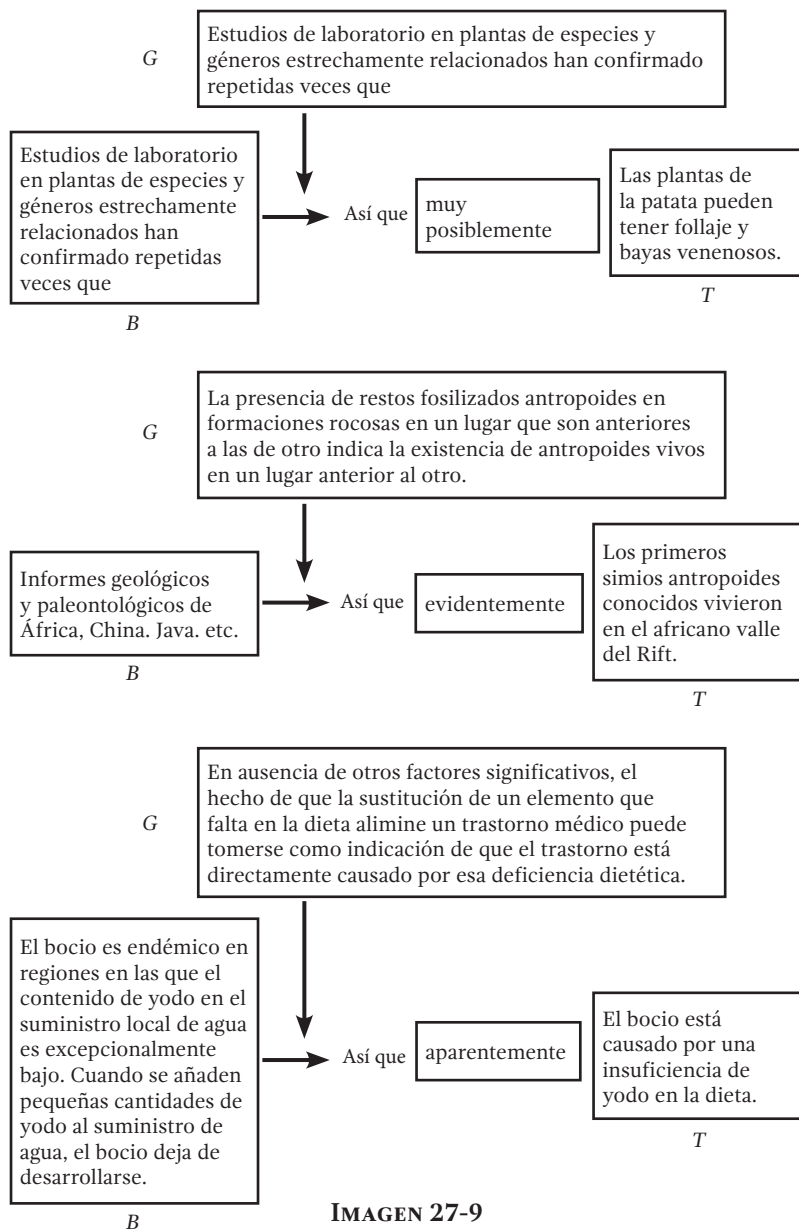 G
Estudios de laboratorio en plantas de especies y
géneros estrechamente relacionados han confirmado
repetidas veces que
Estudios de laboratorio
en plantas de especies y
géneros estrechamente
relacionados han
confirmado repetidas
veces que
B
Así que
muy
posiblemente
Las plantas de
la patata pueden
tener follaje y
bayas venenosos.
T
G
La presencia de restos fosilizados antropoides en
formaciones rocosas en un lugar que son anteriores
a las de otro indica la existencia de antropoides vivos
en un lugar anterior al otro.
Informes geológicos
y paleontológicos de
África, China. Java. etc.
B
Así que
evidentemente
Los primeros
simios antropoides
conocidos vivieron
en el africano valle
del Rift.
T
G
En ausencia de otros factores significativos, el
hecho de que la sustitución de un elemento que
falta en la dieta alimine un trastorno médico puede
tomerse como indicación de que el trastorno está
directamente causado por esa deficiencia dietética.
El bocio es endémico en
regiones en las que el
contenido de yodo en el
suministro local de agua
es excepcionalmente
bajo. Cuando se añaden
pequeñas cantidades de
yodo al suministro de
agua, el bocio deja de
desarrollarse.
B
Así que
aparentemente
El bocio está
causado por una
insuficiencia de
yodo en la dieta.
T
IMAGEN 27-9